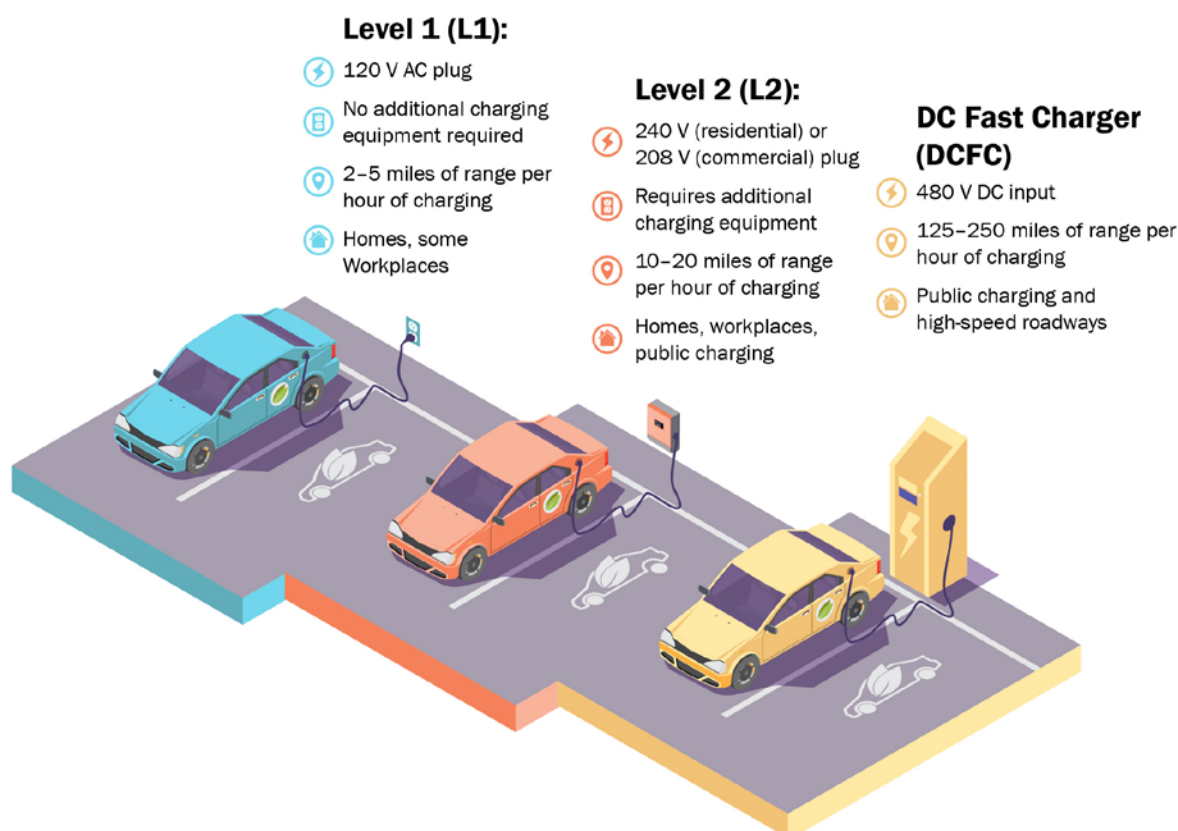 Level 1 (L1):
120 V AC plug
No additional charging
equipment required
2–5 miles of range per
hour of charging
Homes, some
Workplaces
Level 2 (L2):
240 V (residential) or
208 V (commercial) plug
Requires additional
charging equipment
10–20 miles of range
per hour of charging
Homes, workplaces,
public charging
DC Fast Charger
(DCFC)
480 V DC input
125–250 miles of range per
hour of charging
Public charging and
high-speed roadways